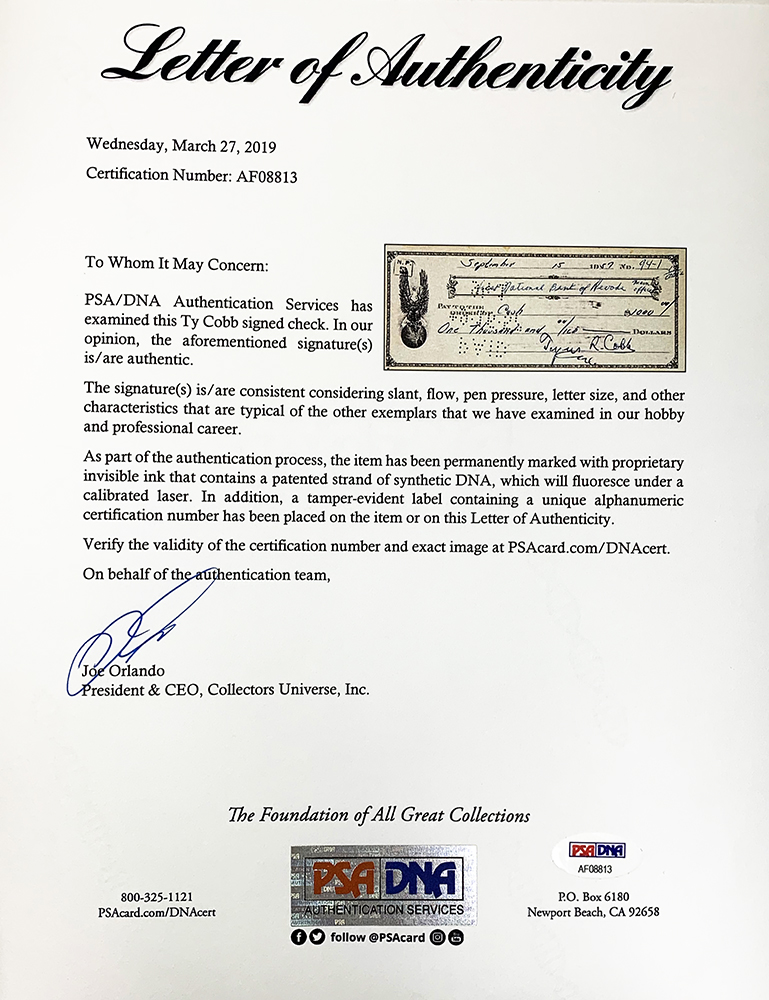 Letter of Authenticity
Wednesday, March 27, 2019
Certification Number: AF08813
To Whom It May Concern:
PSA/DNA Authentication Services has
examined this Ty Cobb signed check. In our
opinion, the aforementioned signature(s)
is/are authentic.
September 15 1957 No. 94-1
First National Bank of Nevada
PAY TO THE
ORDER OF Cash $1000
One Thousand and no/100 DOLLARS
Tyrus R. Cobb
The signature(s) is/are consistent considering slant, flow, pen pressure, letter size, and other
characteristics that are typical of the other exemplars that we have examined in our hobby
and professional career.
As part of the authentication process, the item has been permanently marked with proprietary
invisible ink that contains a patented strand of synthetic DNA, which will fluoresce under a
calibrated laser. In addition, a tamper-evident label containing a unique alphanumeric
certification number has been placed on the item or on this Letter of Authenticity.
Verify the validity of the certification number and exact image at PSAcard.com/DNAcert.
On behalf of the authentication team,
Joe Orlando
President & CEO, Collectors Universe, Inc.
The Foundation of All Great Collections
800-325-1121
PSAcard.com/DNAcert
PSA DNA
AUTHENTICATION SERVICES
follow @PSAcard
PSA DNA
AF08813
P.O. Box 6180
Newport Beach, CA 92658